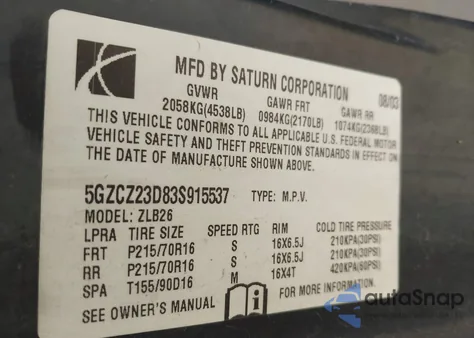 MFD BY SATURN CORPORATION 08/03
GVWR GAWR FRT GAWR RR
2058KG(4538LB) 0984KG(2170LB) 1074KG(2368LB)
THIS VEHICLE CONFORMS TO ALL APPLICABLE U.S. FEDERAL MOTOR
VEHICLE SAFETY AND THEFT PREVENTION STANDARDS IN EFFECT ON
THE DATE OF MANUFACTURE SHOWN ABOVE.
5GZCZ23D83S915537 TYPE: M.P.V.
MODEL: ZLB26
LPRA TIRE SIZE SPEED RTG RIM COLD TIRE PRESSURE
FRT P215/70R16 S 16X6.5J 210KPA(30PSI)
RR P215/70R16 S 16X6.5J 210KPA(30PSI)
SPA T155/90D16 M 16X4T 420KPA(60PSI)
SEE OWNER'S MANUAL FOR MORE INFORMATION.
autoSnap